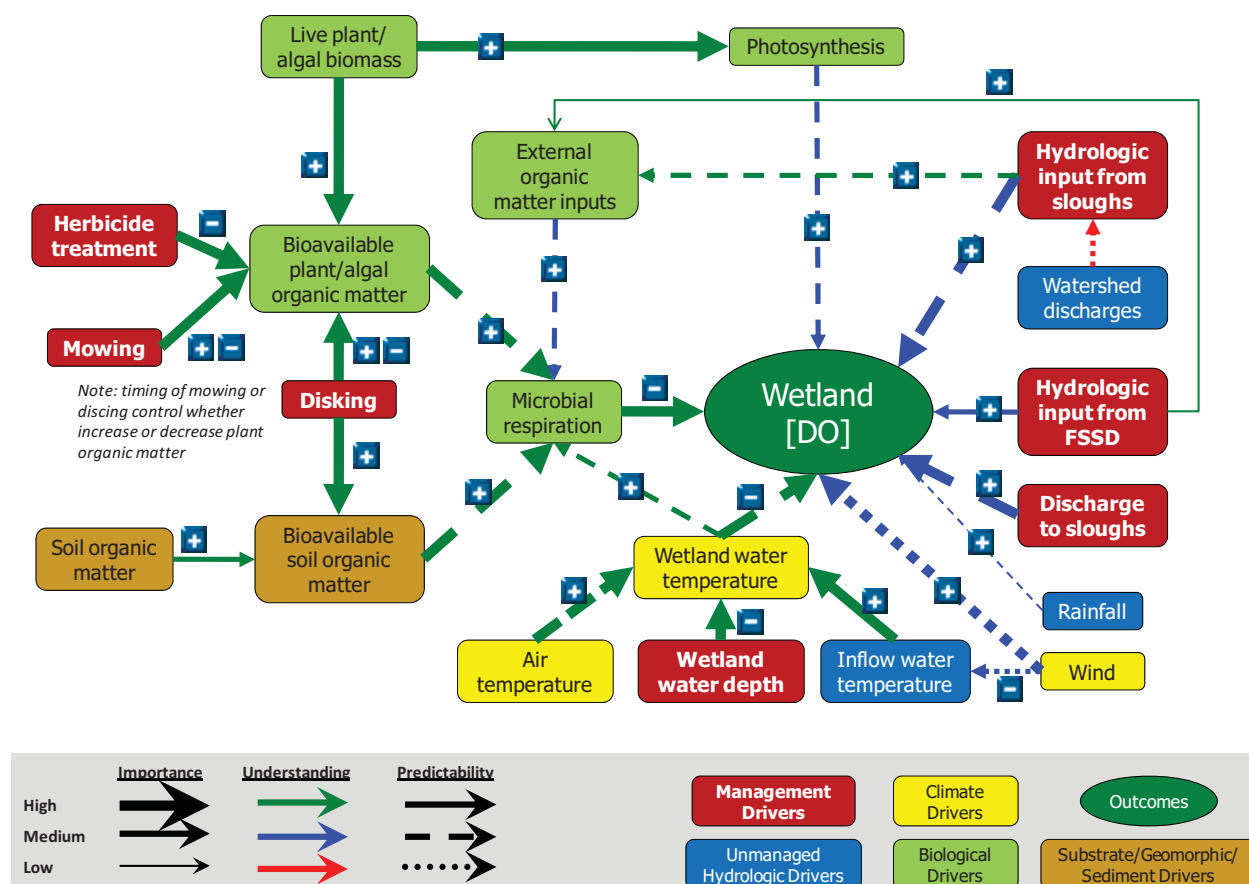 Live plant/
algal biomass
+
Photosynthesis
+
+
External
organic
matter inputs
+
Hydrologic
input from
sloughs
+
Herbicide
treatment
−
Bioavailable
plant/algal
organic matter
+
+
+
Watershed
discharges
Mowing
+ −
+ −
+
Note: timing of mowing or
discing control whether
increase or decrease plant
organic matter
Disking
Microbial
respiration
−
Wetland
[DO]
+
Hydrologic
input from
FSSD
+
+
+
−
+
Discharge
to sloughs
Soil organic
matter
+
Bioavailable
soil organic
matter
Wetland water
temperature
+
+
+
+
−
Rainfall
Air
temperature
Wetland
water depth
Inflow water
temperature
−
Wind
Importance
Understanding
Predictability
High
Medium
Low
Management
Drivers
Climate
Drivers
Outcomes
Unmanaged
Hydrologic Drivers
Biological
Drivers
Substrate/Geomorphic/
Sediment Drivers